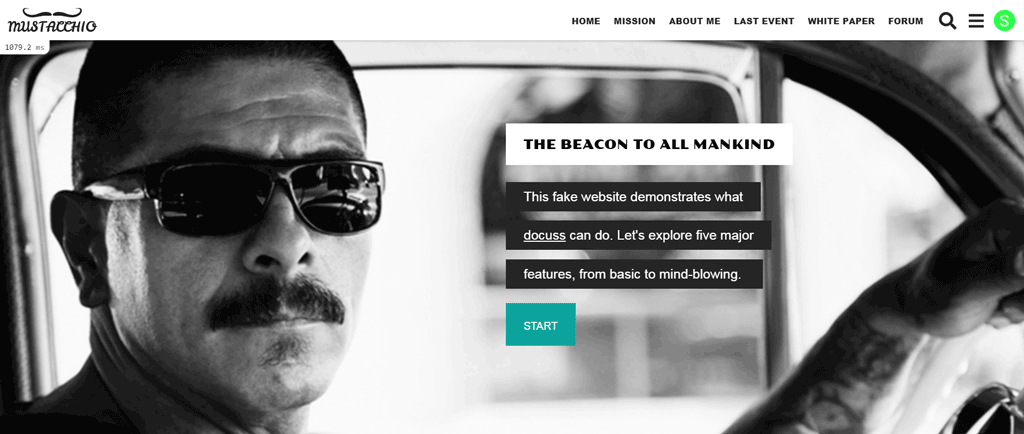 MUSTACCHIO
HOME MISSION ABOUT ME LAST EVENT WHITE PAPER FORUM S
1079.2 ms
THE BEACON TO ALL MANKIND
This fake website demonstrates what
docuss can do. Let's explore five major
features, from basic to mind-blowing.
START